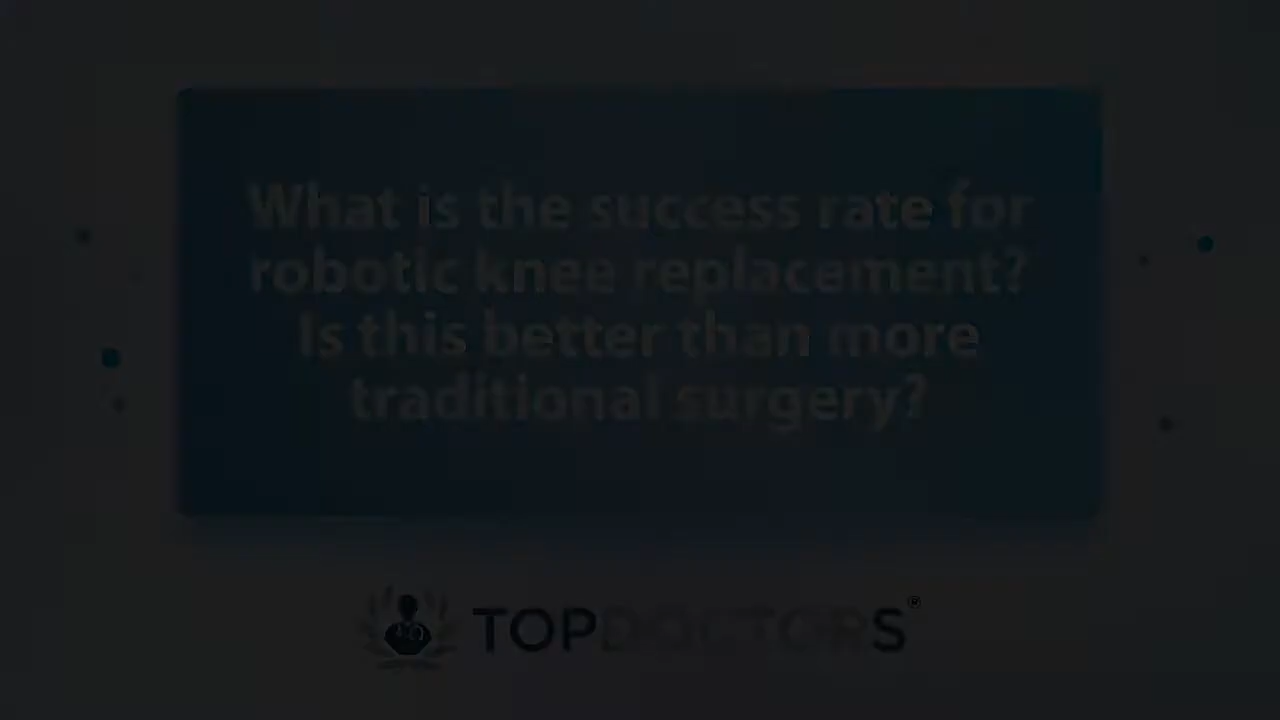 What is the success rate for
robotic knee replacement?
Is this better than more
traditional surgery?
TOPDOCTORS®